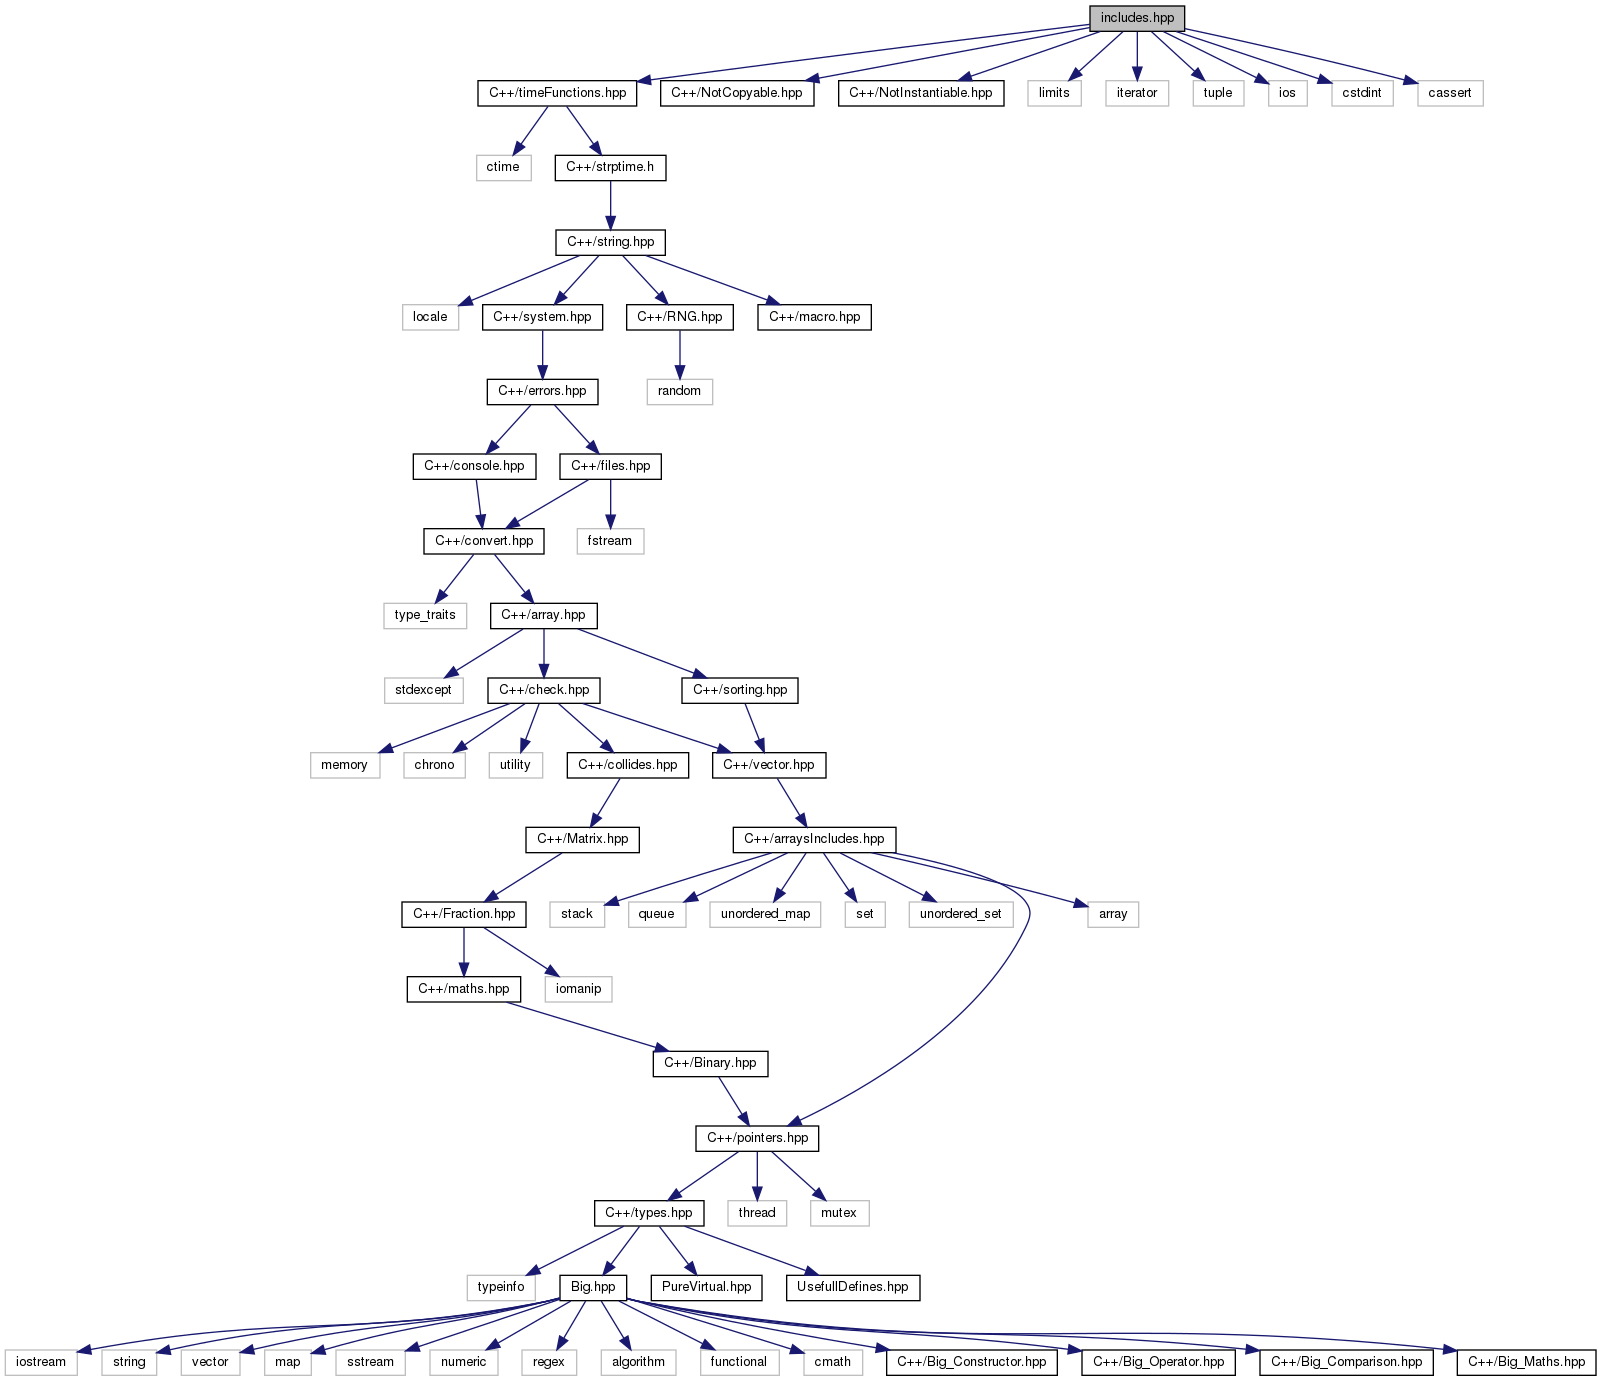 includes.hpp
C++/timeFunctions.hpp
C++/NotCopyable.hpp
C++/NotInstantiable.hpp
limits
iterator
tuple
ios
cstdint
cassert
ctime
C++/strptime.h
C++/string.hpp
locale
C++/system.hpp
C++/RNG.hpp
C++/macro.hpp
C++/errors.hpp
random
C++/console.hpp
C++/files.hpp
C++/convert.hpp
fstream
type_traits
C++/array.hpp
stdexcept
C++/check.hpp
C++/sorting.hpp
memory
chrono
utility
C++/collides.hpp
C++/vector.hpp
C++/Matrix.hpp
C++/arraysIncludes.hpp
C++/Fraction.hpp
stack
queue
unordered_map
set
unordered_set
array
C++/maths.hpp
iomanip
C++/Binary.hpp
C++/pointers.hpp
C++/types.hpp
thread
mutex
typeinfo
Big.hpp
PureVirtual.hpp
UsefullDefines.hpp
iostream
string
vector
map
sstream
numeric
regex
algorithm
functional
cmath
C++/Big_Constructor.hpp
C++/Big_Operator.hpp
C++/Big_Comparison.hpp
C++/Big_Maths.hpp